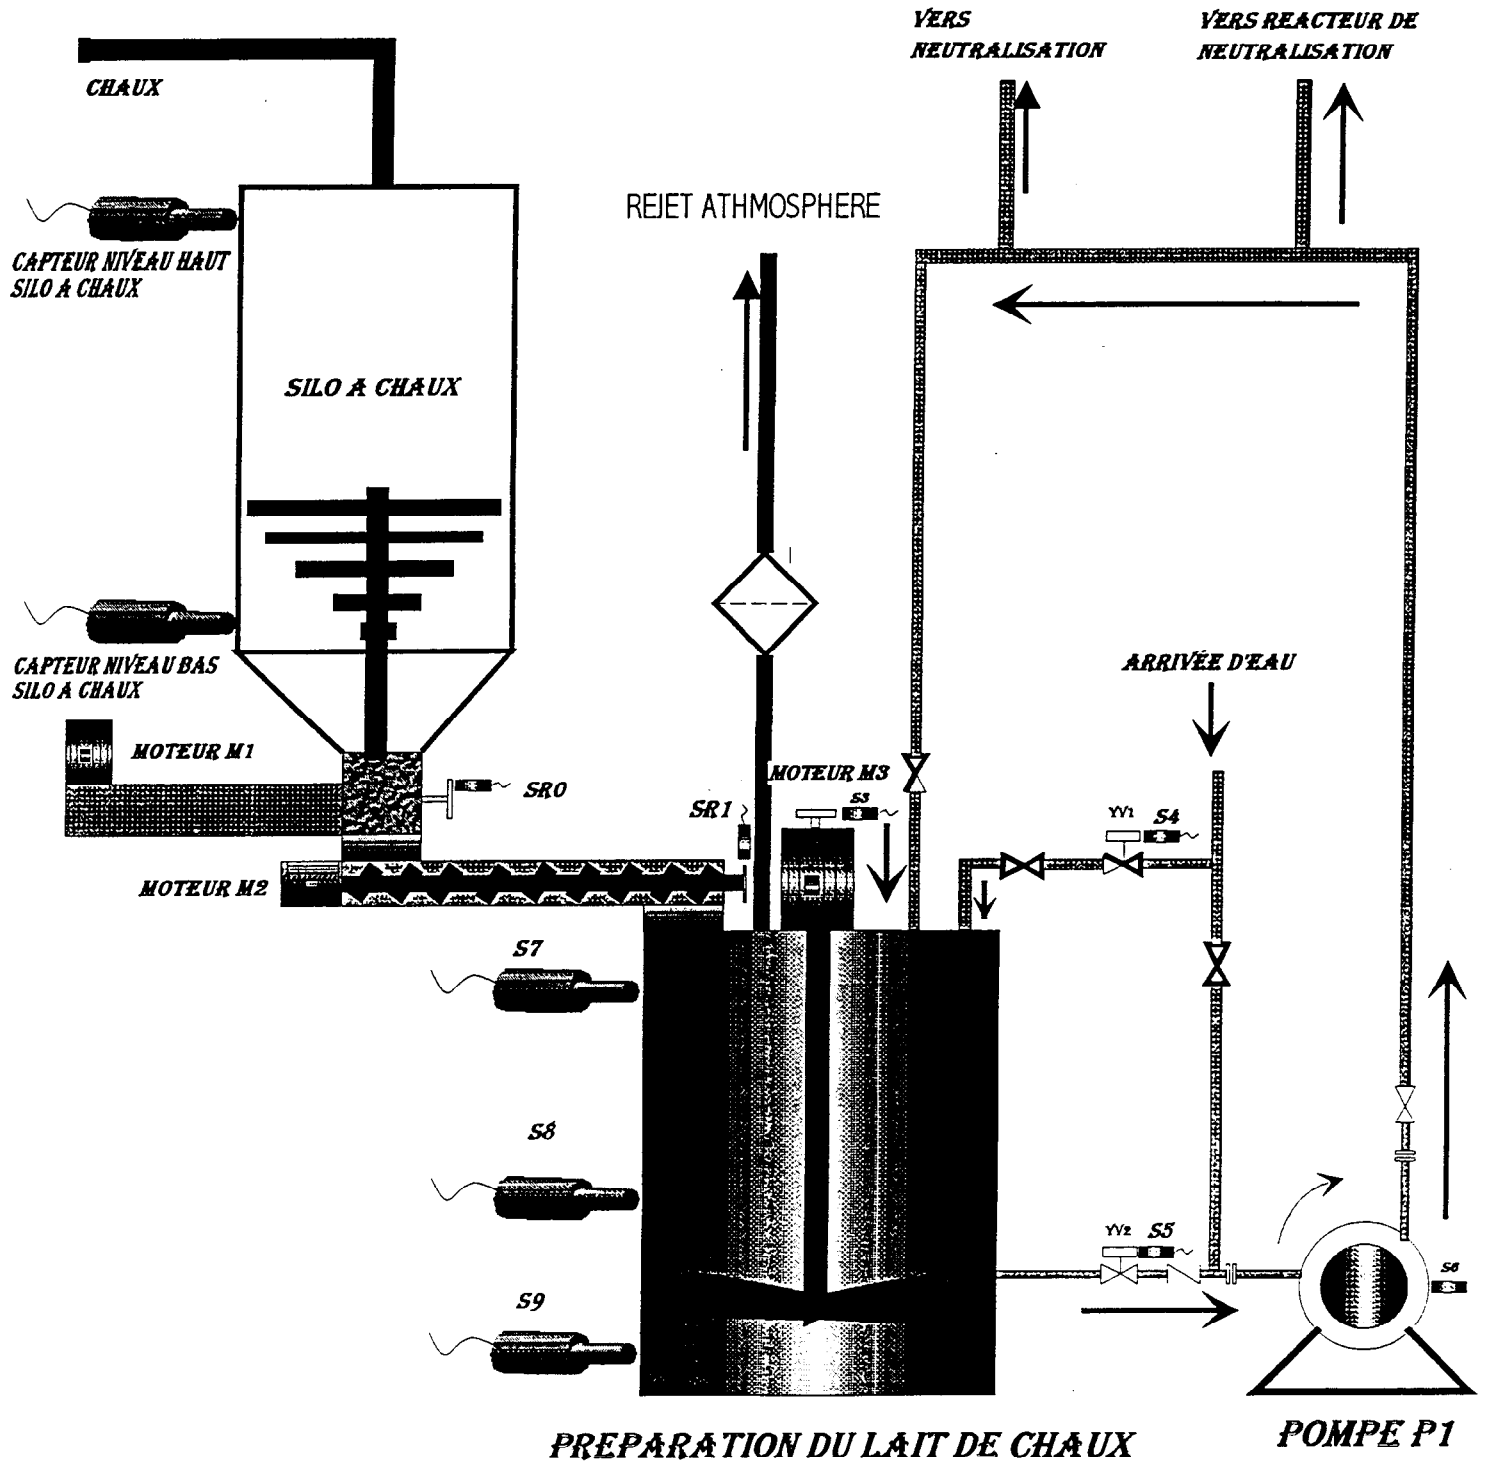 VERS
NEUTRALISATION
VERS REACTEUR DE
NEUTRALISATION
CHAUX
REJET ATHMOSPHERE
CAPTEUR NIVEAU HAUT
SILO A CHAUX
SILO A CHAUX
CAPTEUR NIVEAU BAS
SILO A CHAUX
ARRIVÉE D'EAU
MOTEUR M1
SR0
MOTEUR M3
S3
SR1
YV1
S4
MOTEUR M2
S7
S8
YV2
S5
S6
S9
PREPARATION DU LAIT DE CHAUX
POMPE P1